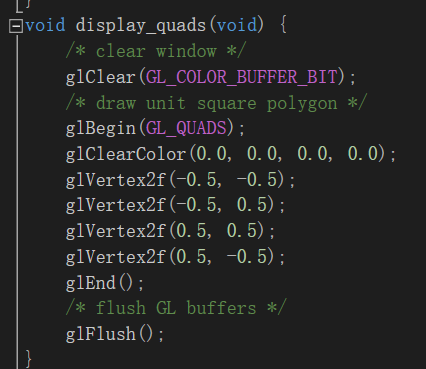 }
void display_quads(void) {
/* clear window */
glClear(GL_COLOR_BUFFER_BIT);
/* draw unit square polygon */
glBegin(GL_QUADS);
glClearColor(0.0, 0.0, 0.0, 0.0);
glVertex2f(-0.5, -0.5);
glVertex2f(-0.5, 0.5);
glVertex2f(0.5, 0.5);
glVertex2f(0.5, -0.5);
glEnd();
/* flush GL buffers */
glFlush();
}